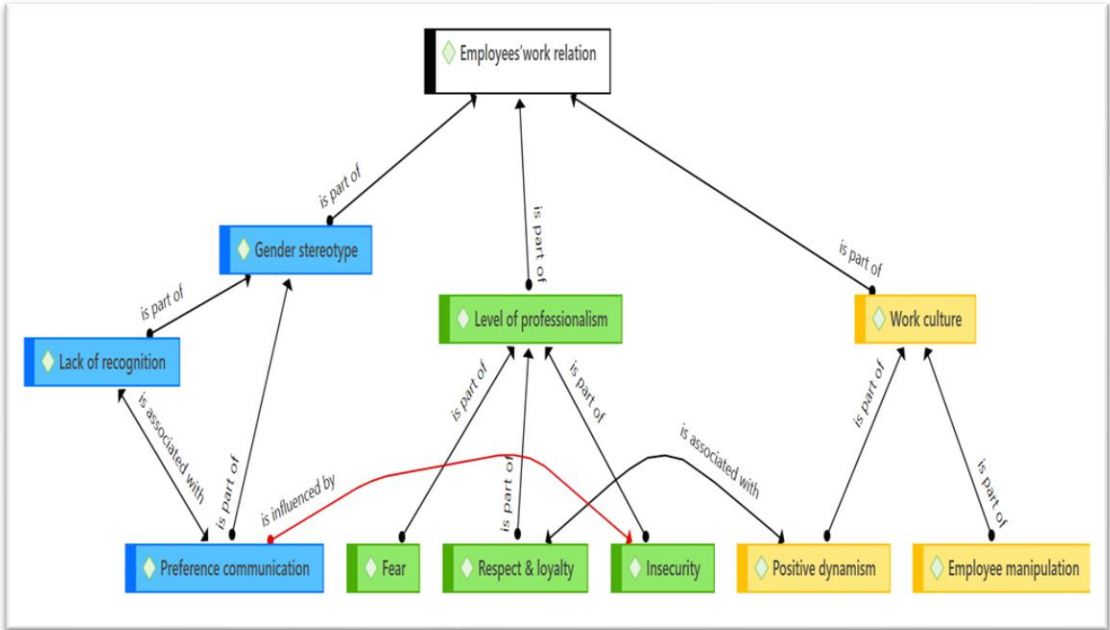 Employees'work relation
is part of
is part of
is part of
Gender stereotype
is part of
Level of professionalism
Work culture
Lack of recognition
is associated with
is part of
is influenced by
is part of
is part of
is part of
is associated with
is part of
is part of
Preference communication
Fear
Respect & loyalty
Insecurity
Positive dynamism
Employee manipulation